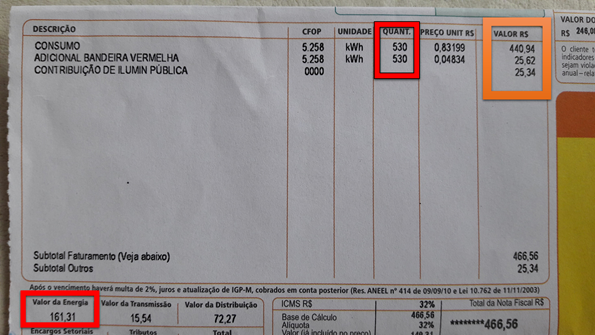 DESCRIÇÃO CFOP UNIDADE QUANT. PREÇO UNIT R$ VALOR R$
CONSUMO 5.258 kWh 530 0,83199 440,94
ADICIONAL BANDEIRA VERMELHA 5.258 kWh 530 0,04834 25,62
CONTRIBUIÇÃO DE ILUMIN PÚBLICA 0000 25,34
VALOR DO
R$
246,0
O cliente t
indicadores
sejam viola
anual – rela
Subtotal Faturamento (Veja abaixo) 466,56
Subtotal Outros 25,34
Após o vencimento haverá multa de 2%, juros e atualização de IGP-M, cobrados em conta posterior (Res. ANEEL nº 414 de 09/09/10 e Lei 10.762 de 11/11/2003)
Valor da Energia Valor da Transmissão Valor da Distribuição
161,31 15,54 72,27
Encargos Setoriais Tributos Total
ICMS R$ 32% Total da Nota Fiscal R$
Base de Cálculo 466,56
Alíquota 32% ********466,56
Valor (já incluído no preço)